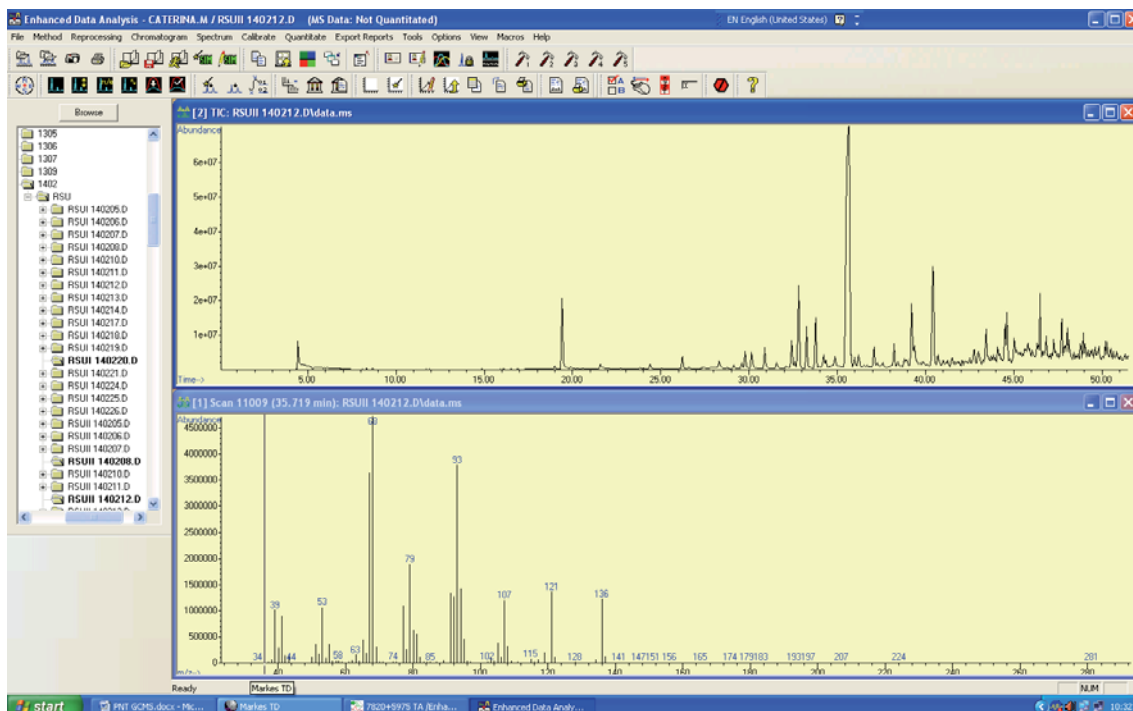 Enhanced Data Analysis - CATERINA.M / RSUII 140212.D (MS Data: Not Quantitated)
EN English (United States)
File Method Reprocessing Chromatogram Spectrum Calibrate Quantitate Export Reports Tools Options View Macros Help
Browse
1305
1306
1307
1309
1402
RSU
RSUI 140205.D
RSUI 140206.D
RSUI 140207.D
RSUI 140208.D
RSUI 140210.D
RSUI 140211.D
RSUI 140212.D
RSUI 140213.D
RSUI 140214.D
RSUI 140217.D
RSUI 140218.D
RSUI 140219.D
RSUI 140220.D
RSUI 140221.D
RSUI 140224.D
RSUI 140225.D
RSUI 140226.D
RSUII 140205.D
RSUII 140206.D
RSUII 140207.D
RSUII 140208.D
RSUII 140210.D
RSUII 140211.D
RSUII 140212.D
[2] TIC: RSUII 140212.D\data.ms
Abundance
6e+07
5e+07
4e+07
3e+07
2e+07
1e+07
Time-->
5.00 10.00 15.00 20.00 25.00 30.00 35.00 40.00 45.00 50.00
[1] Scan 11009 (35.719 min): RSUII 140212.D\data.ms
Abundance
4500000
4000000
3500000
3000000
2500000
2000000
1500000
1000000
500000
0
68
93
79
39
53
107
121
136
34 44 58 63 74 85 102 115 128 141 147 151 156 165 174 179 183 193 197 207 224 281
m/z-->
40 60 80 100 120 140 160 180 200 220 240 260 280
Ready
Markes TD
NUM
start
PNT GCMS.docx - Mic...
Markes TD
7820+5975 TA /Enha...
Enhanced Data Analy...
10:32